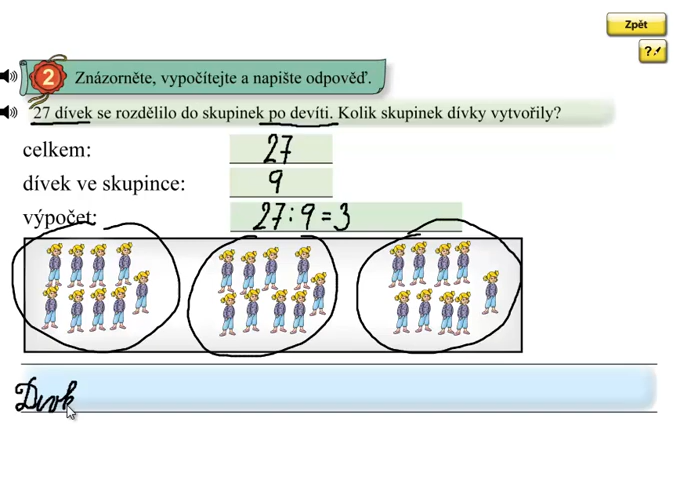 Zpět
?
2 Znázorněte, vypočítejte a napište odpověď.
27 dívek se rozdělilo do skupinek po devíti. Kolik skupinek dívky vytvořily?
celkem: 27
dívek ve skupince: 9
výpočet: 27:9=3
Dívk